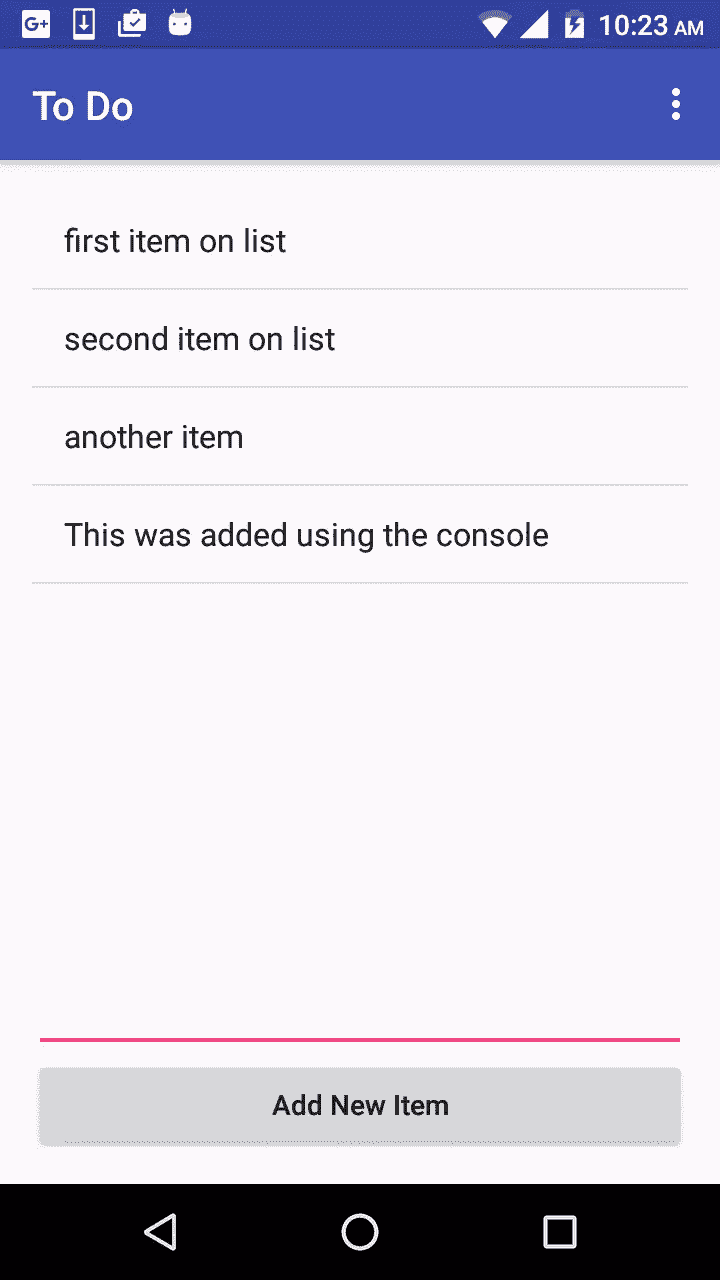 G+
10:23 AM
To Do
first item on list
second item on list
another item
This was added using the console
Add New Item